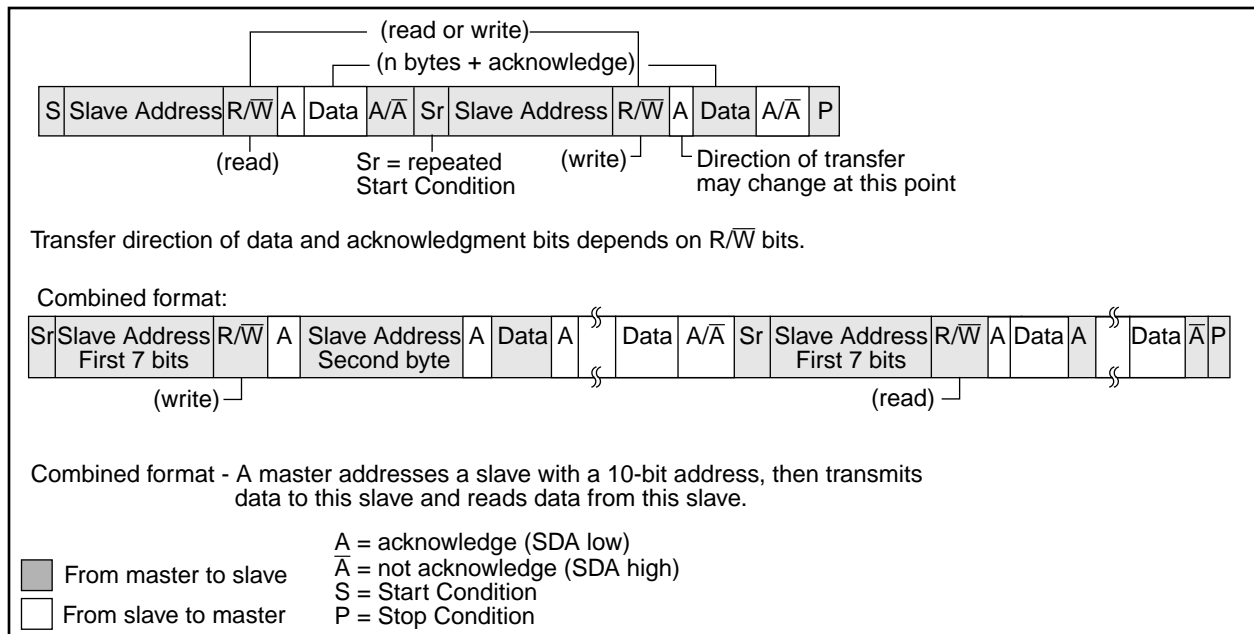 (read or write)
(n bytes + acknowledge)
S Slave Address R/W̅ A Data A/A̅ Sr Slave Address R/W̅ A Data A/A̅ P
(read) Sr = repeated Start Condition (write) Direction of transfer may change at this point
Transfer direction of data and acknowledgment bits depends on R/W̅ bits.
Combined format:
Sr Slave Address First 7 bits R/W̅ A Slave Address Second byte A Data A Data A/A̅ Sr Slave Address First 7 bits R/W̅ A Data A Data A̅ P
(write) (read)
Combined format - A master addresses a slave with a 10-bit address, then transmits
data to this slave and reads data from this slave.
From master to slave
From slave to master
A = acknowledge (SDA low)
A̅ = not acknowledge (SDA high)
S = Start Condition
P = Stop Condition